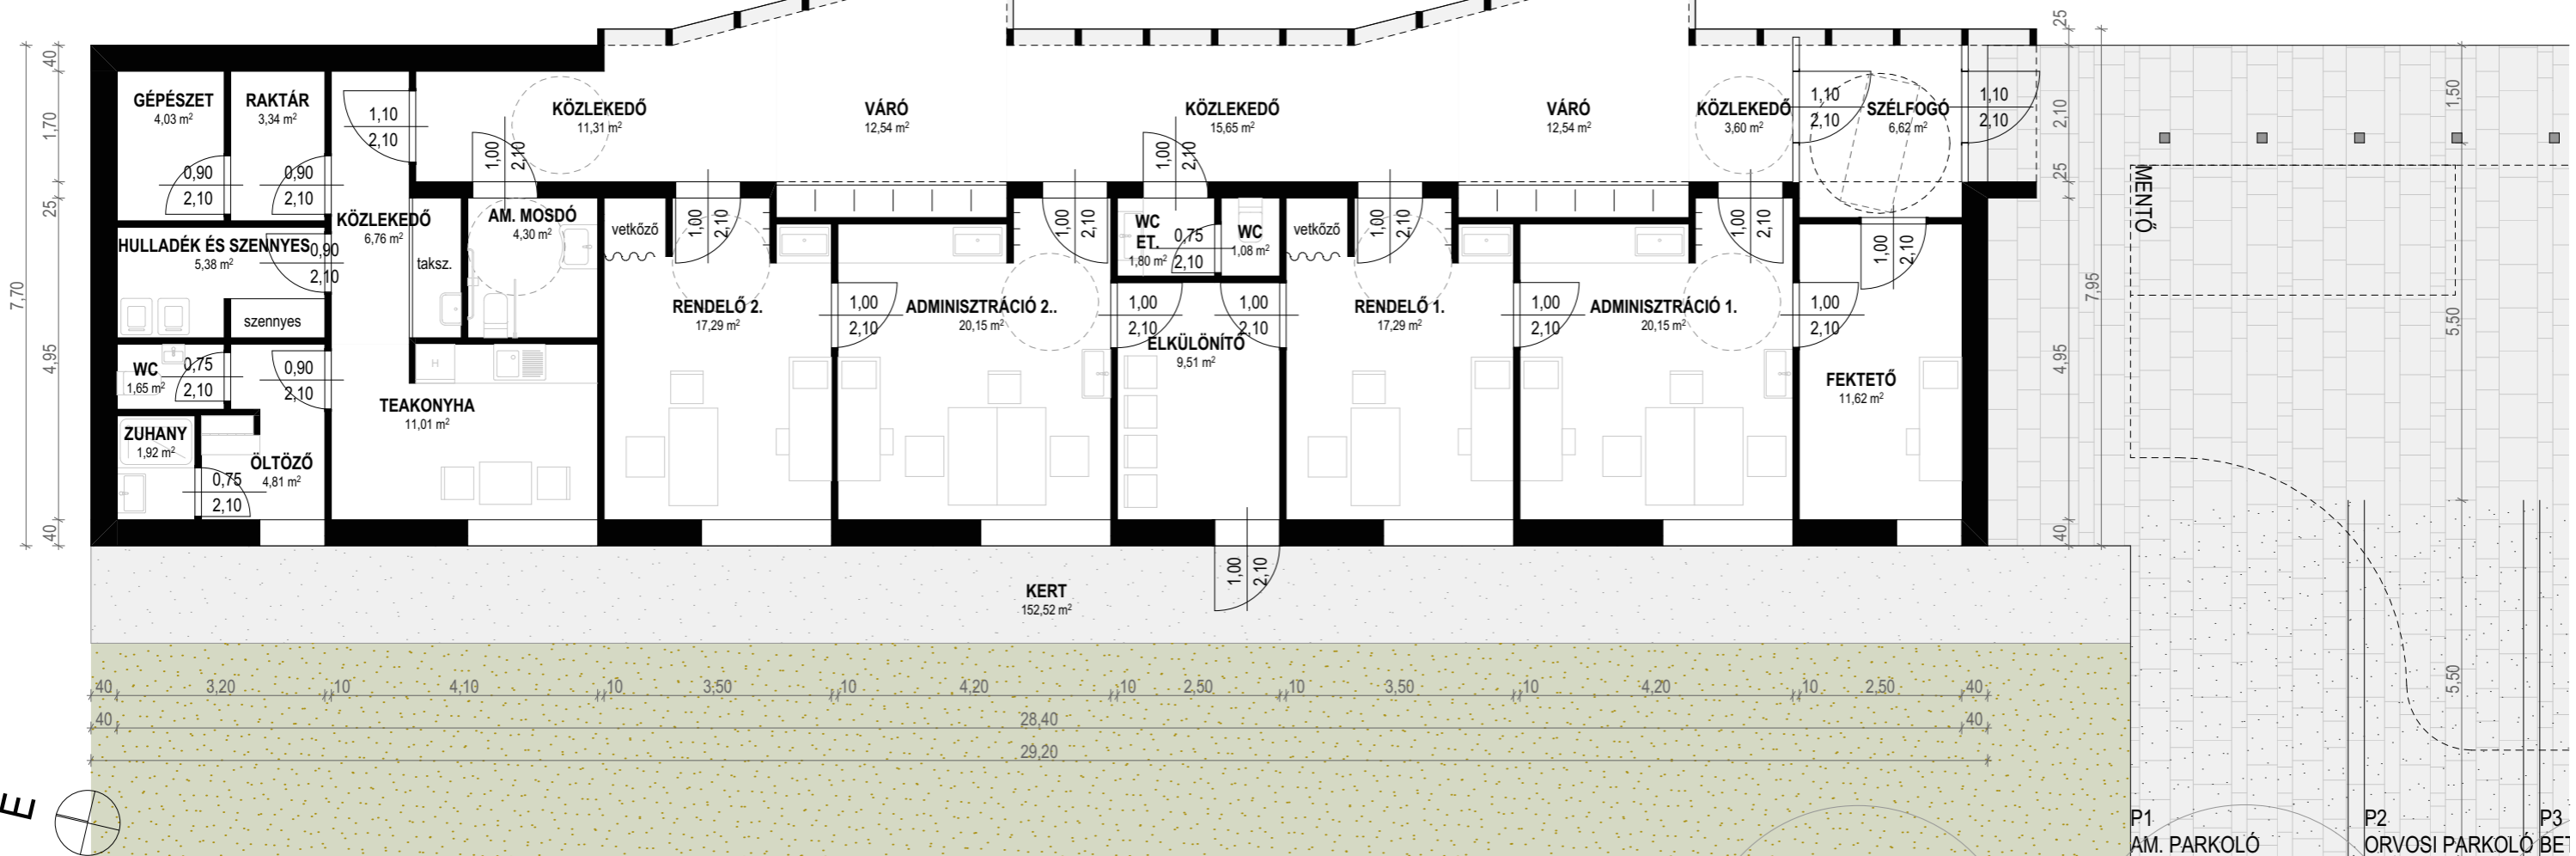 GÉPÉSZET
4,03 m²
RAKTÁR
3,34 m²
1,10
2,10
KÖZLEKEDŐ
11,31 m²
VÁRÓ
12,54 m²
KÖZLEKEDŐ
15,65 m²
VÁRÓ
12,54 m²
KÖZLEKEDŐ
3,60 m²
1,10
2,10
SZÉLFOGÓ
6,62 m²
1,10
2,10
0,90
2,10
0,90
2,10
1,00
2,10
1,00
2,10
KÖZLEKEDŐ
6,76 m²
AM. MOSDÓ
4,30 m²
vetkőző
1,00
2,10
1,00
2,10
WC
ET.
1,80 m²
0,75
2,10
WC
1,08 m²
vetkőző
1,00
2,10
1,00
2,10
1,00
2,10
HULLADÉK ÉS SZENNYES
5,38 m²
0,90
2,10
taksz.
szennyes
RENDELŐ 2.
17,29 m²
1,00
2,10
ADMINISZTRÁCIÓ 2..
20,15 m²
1,00
2,10
1,00
2,10
ELKÜLÖNÍTŐ
9,51 m²
RENDELŐ 1.
17,29 m²
1,00
2,10
ADMINISZTRÁCIÓ 1.
20,15 m²
1,00
2,10
FEKTETŐ
11,62 m²
WC
1,65 m²
0,75
2,10
0,90
2,10
H
TEAKONYHA
11,01 m²
ZUHANY
1,92 m²
ÖLTÖZŐ
4,81 m²
0,75
2,10
1,00
2,10
KERT
152,52 m²
MENTŐ
40
1,70
25
4,95
40
7,70
25
2,10
25
4,95
40
7,95
1,50
5,50
5,50
40
3,20
10
4,10
10
3,50
10
4,20
10
2,50
10
3,50
10
4,20
10
2,50
40
40
28,40
40
29,20
É
P1
AM. PARKOLÓ
P2
ORVOSI PARKOLÓ
P3